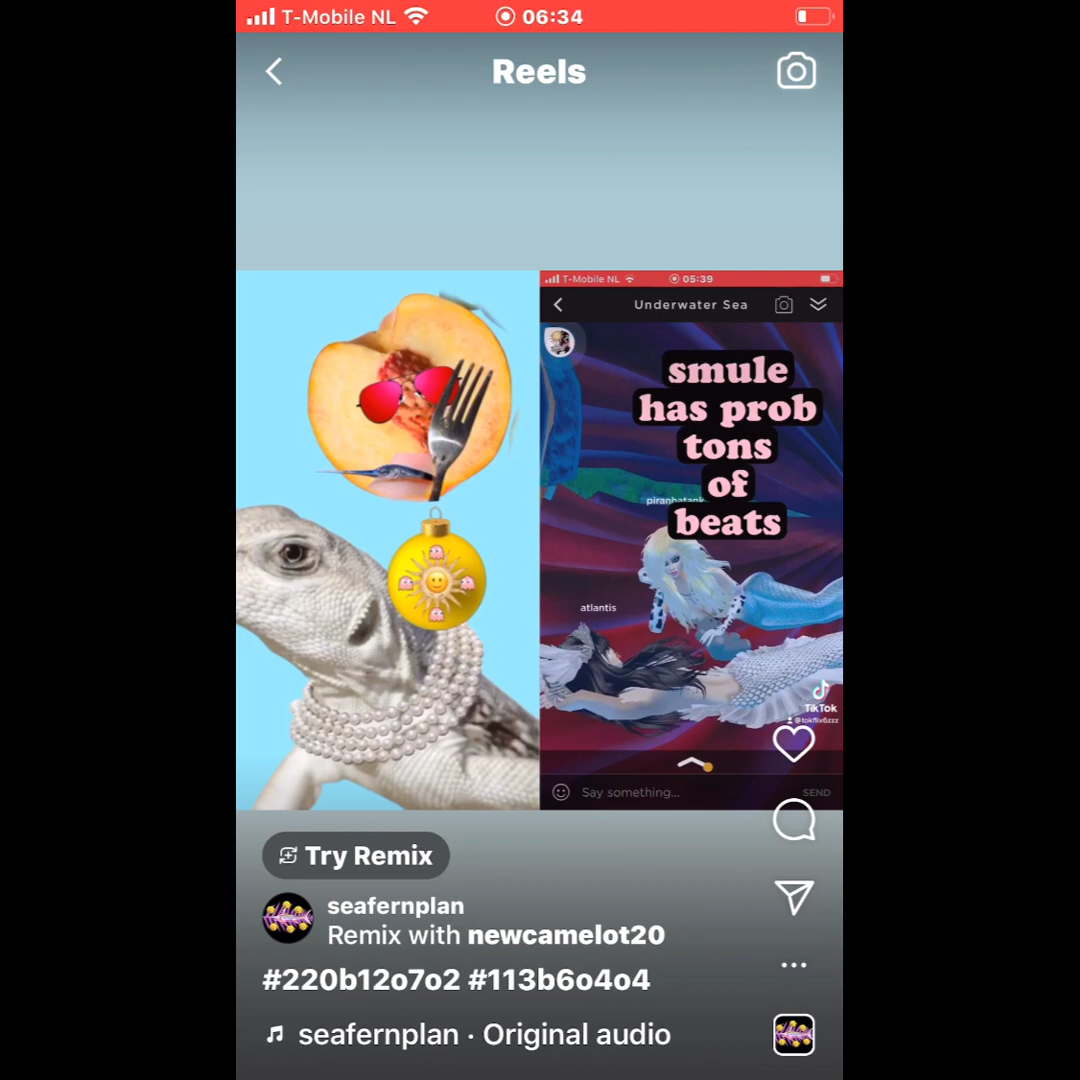 T-Mobile NL 06:34
Reels
T-Mobile NL 05:39
Underwater Sea
smule
has prob
tons
of
piranhatank
beats
atlantis
TikTok
@tokflix6zzz
Say something... SEND
Try Remix
seafernplan
Remix with newcamelot20
#220b12o7o2 #113b6o4o4
seafernplan · Original audio